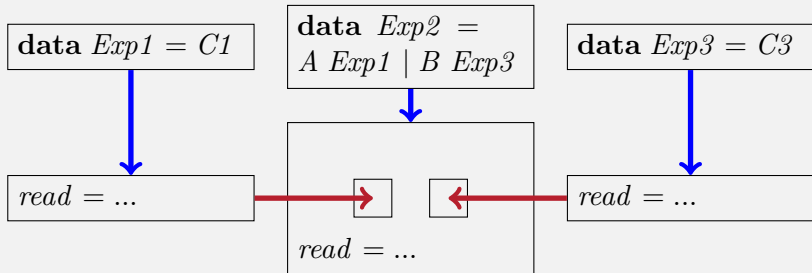 data Exp1 = C1
data Exp2 =
A Exp1 | B Exp3
data Exp3 = C3
read = ...
read = ...
read = ...